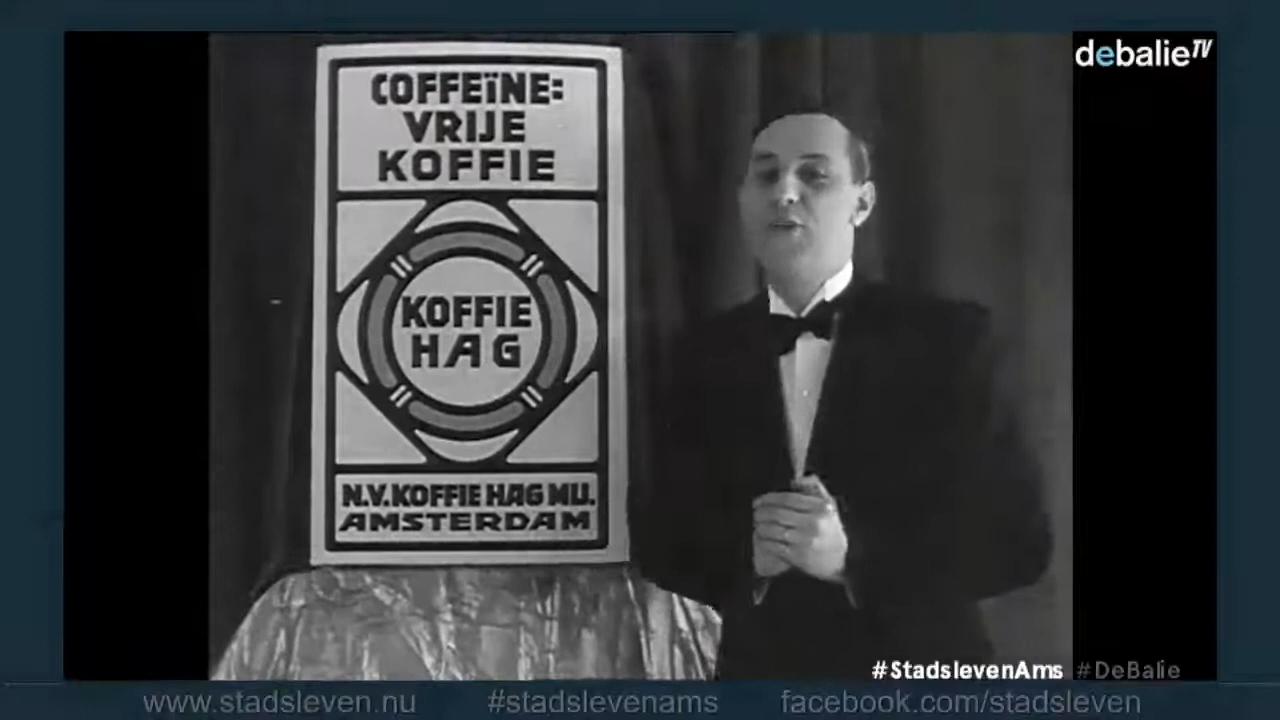 debalieTV
COFFEÏNE:
VRIJE
KOFFIE
KOFFIE
HAG
N.V. KOFFIE HAG MIJ.
AMSTERDAM
#StadslevenAms #DeBalie
www.stadsleven.nu #stadslevenams facebook.com/stadsleven